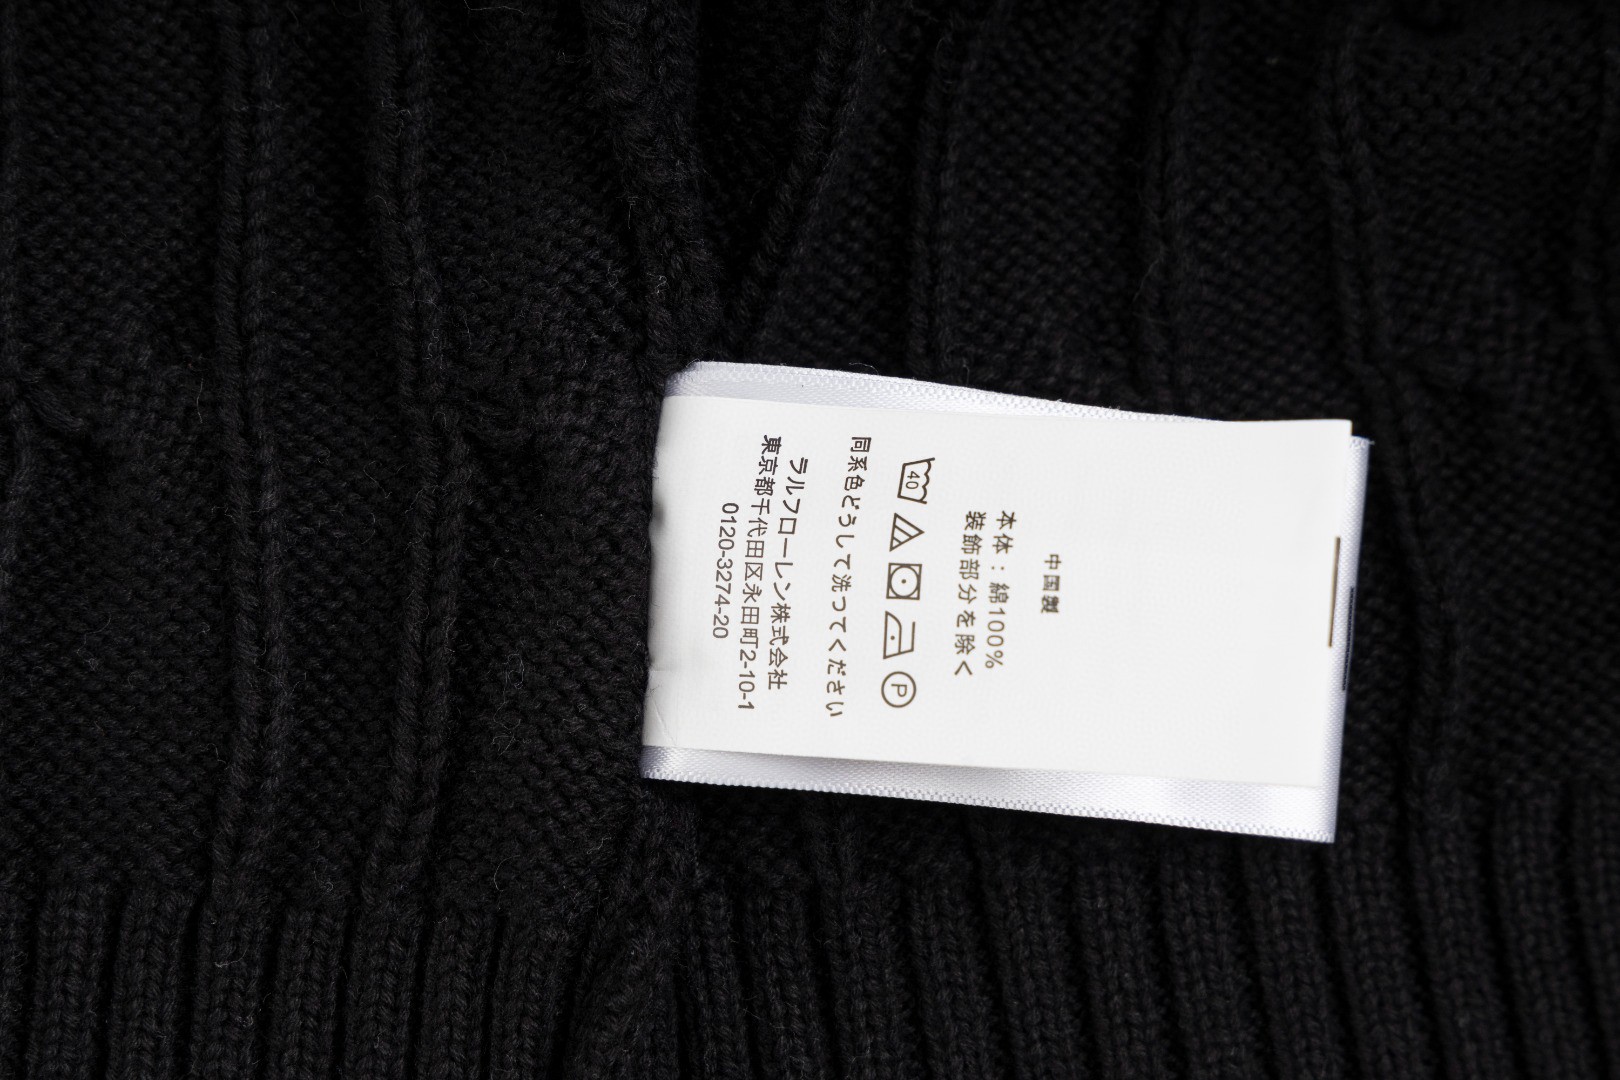 中国製
本体：綿100%
装飾部分を除く
40
P
同系色どうして洗ってください
ラルフローレン株式会社
東京都千代田区永田町2-10-1
0120-3274-20